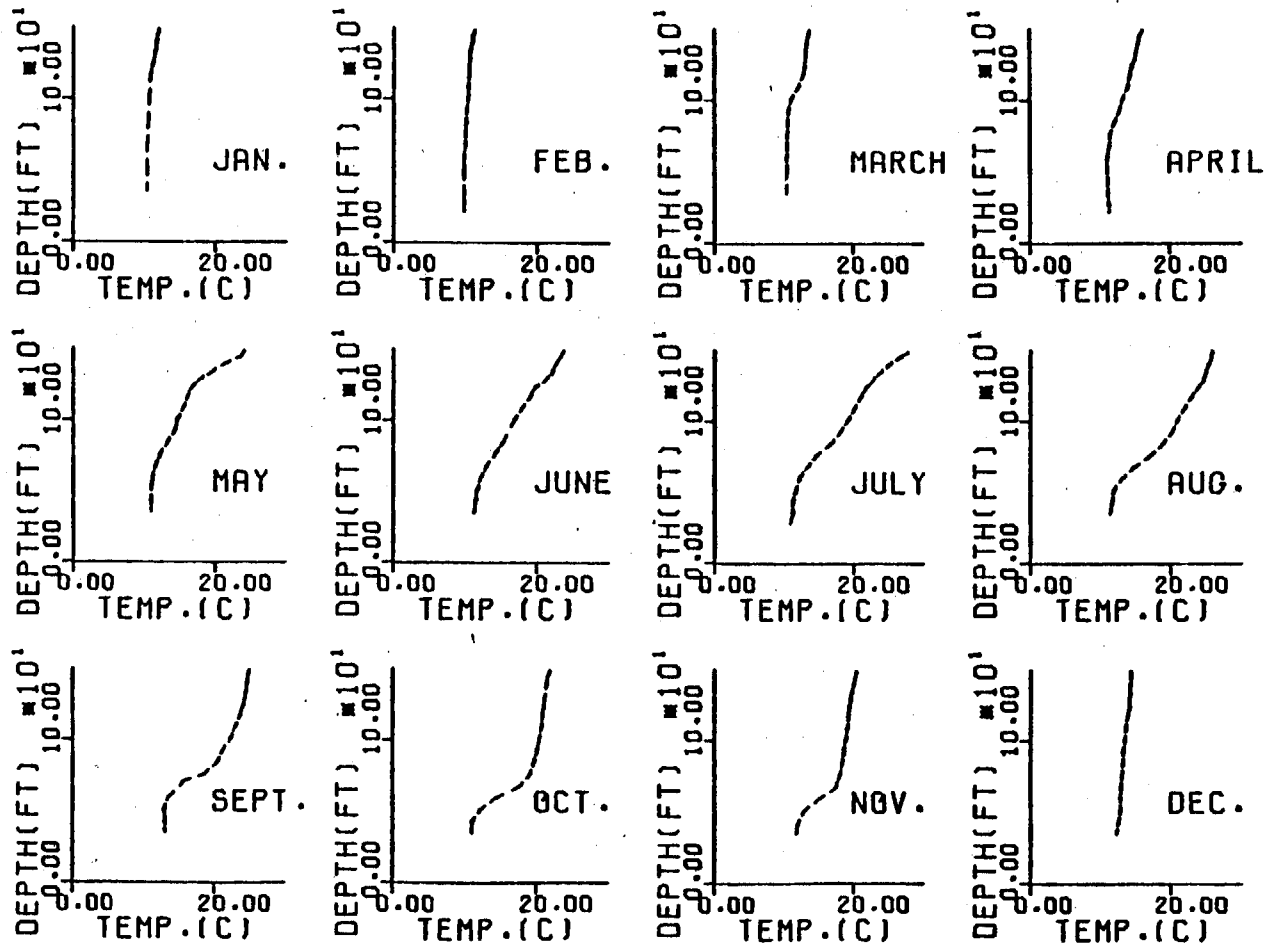 DEPTH(FT) *10¹
10.00
0.00
0.00 20.00
TEMP.(C)
JAN.
DEPTH(FT) *10¹
10.00
0.00
0.00 20.00
TEMP.(C)
FEB.
DEPTH(FT) *10¹
10.00
0.00
0.00 20.00
TEMP.(C)
MARCH
DEPTH(FT) *10¹
10.00
0.00
0.00 20.00
TEMP.(C)
APRIL
DEPTH(FT) *10¹
10.00
0.00
0.00 20.00
TEMP.(C)
MAY
DEPTH(FT) *10¹
10.00
0.00
0.00 20.00
TEMP.(C)
JUNE
DEPTH(FT) *10¹
10.00
0.00
0.00 20.00
TEMP.(C)
JULY
DEPTH(FT) *10¹
10.00
0.00
0.00 20.00
TEMP.(C)
AUG.
DEPTH(FT) *10¹
10.00
0.00
0.00 20.00
TEMP.(C)
SEPT.
DEPTH(FT) *10¹
10.00
0.00
0.00 20.00
TEMP.(C)
OCT.
DEPTH(FT) *10¹
10.00
0.00
0.00 20.00
TEMP.(C)
NOV.
DEPTH(FT) *10¹
10.00
0.00
0.00 20.00
TEMP.(C)
DEC.